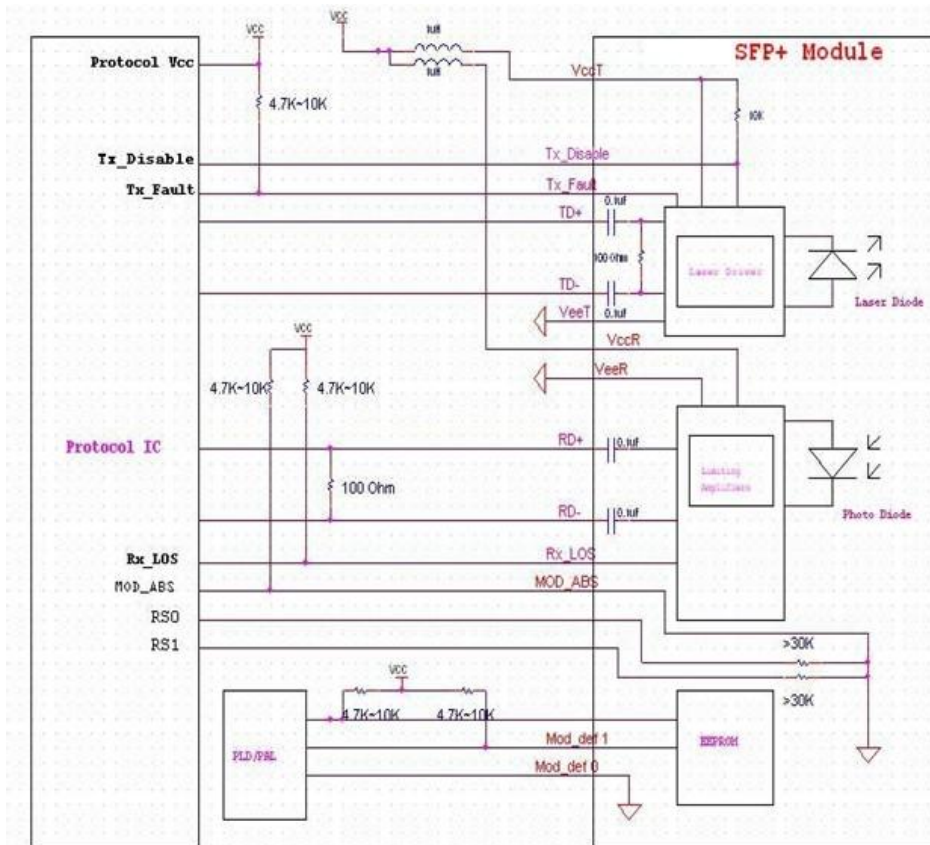 VCC
VCC
1uH
1uH
SFP+ Module
Protocol Vcc
VccT
4.7K~10K
10K
Tx_Disable
Tx_Disable
Tx_Fault
Tx_Fault
0.1uf
TD+
100 Ohm
Laser Driver
TD-
Laser Diode
VeeT
0.1uf
VCC
VccR
VeeR
4.7K~10K
4.7K~10K
Protocol IC
RD+
0.1uf
Limiting
Amplifiers
100 Ohm
RD-
0.1uf
Photo Diode
Rx_LOS
Rx_LOS
MOD_ABS
MOD_ABS
RS0
RS1
>30K
>30K
VCC
4.7K~10K
4.7K~10K
PLD/PAL
Mod_def 1
EEPROM
Mod_def 0